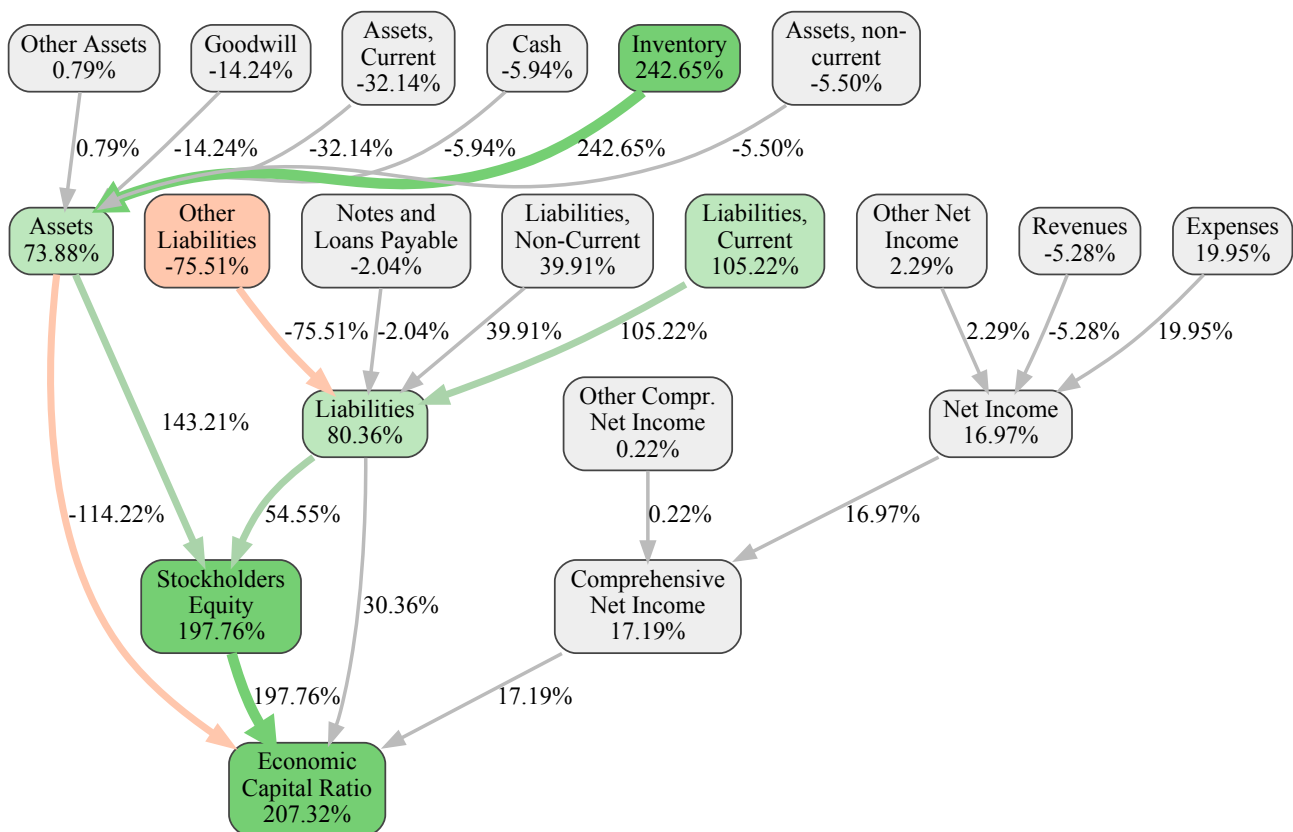 Other Assets
0.79%
Goodwill
-14.24%
Assets,
Current
-32.14%
Cash
-5.94%
Inventory
242.65%
Assets, non-
current
-5.50%
0.79%
-14.24%
-32.14%
-5.94%
242.65%
-5.50%
Assets
73.88%
Other
Liabilities
-75.51%
Notes and
Loans Payable
-2.04%
Liabilities,
Non-Current
39.91%
Liabilities,
Current
105.22%
Other Net
Income
2.29%
Revenues
-5.28%
Expenses
19.95%
-75.51%
-2.04%
39.91%
105.22%
2.29%
-5.28%
19.95%
143.21%
Liabilities
80.36%
Other Compr.
Net Income
0.22%
Net Income
16.97%
-114.22%
54.55%
0.22%
16.97%
Stockholders
Equity
197.76%
30.36%
Comprehensive
Net Income
17.19%
197.76%
17.19%
Economic
Capital Ratio
207.32%